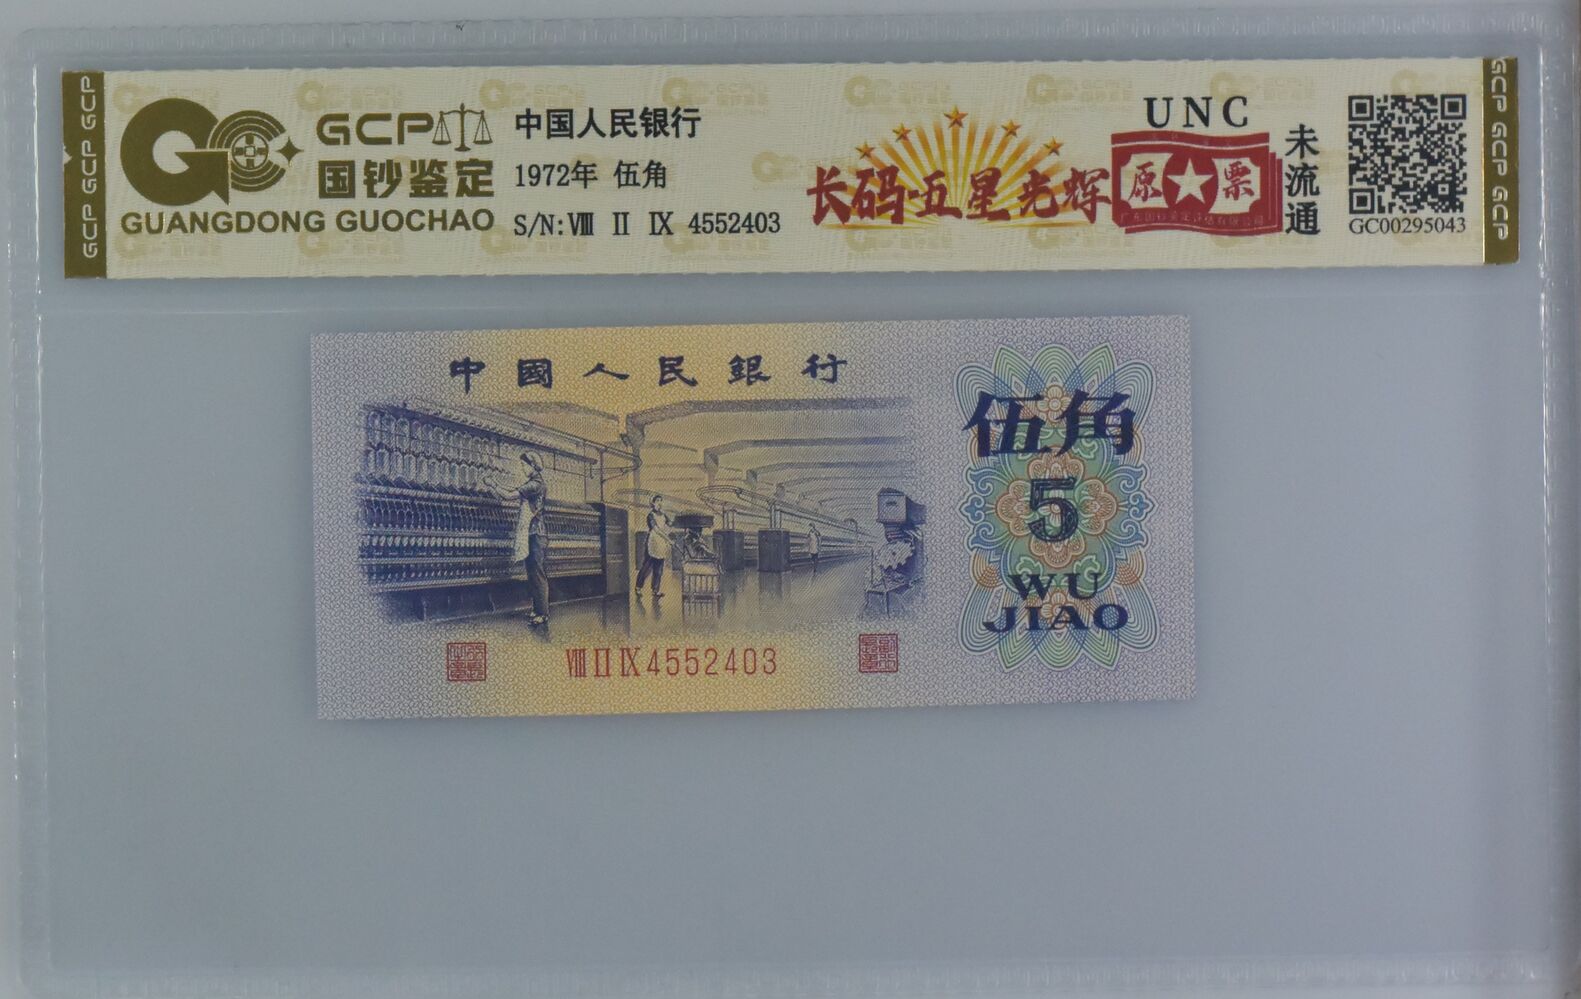 GCP GCP GCP
GCP
国钞鉴定
GUANGDONG GUOCHAO
中国人民银行
1972年 伍角
S/N:Ⅷ Ⅱ Ⅸ 4552403
长码·五星光辉
UNC
原票
未流通
GC00295043
GCP GCP GCP
中國人民銀行
伍角
5
WU
JIAO
ⅧⅡⅨ4552403